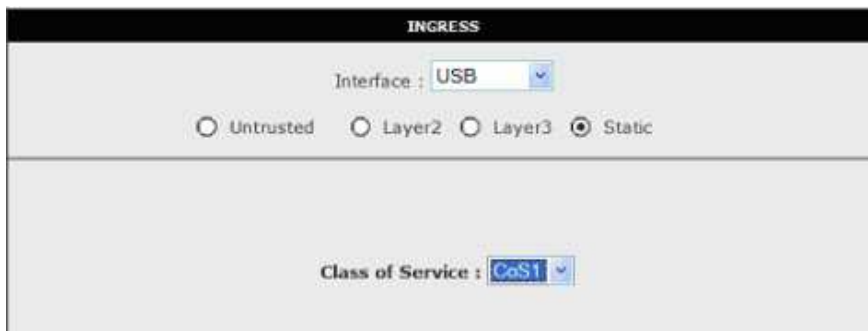 INGRESS
Interface : USB
Untrusted Layer2 Layer3 Static
Class of Service : CoS1